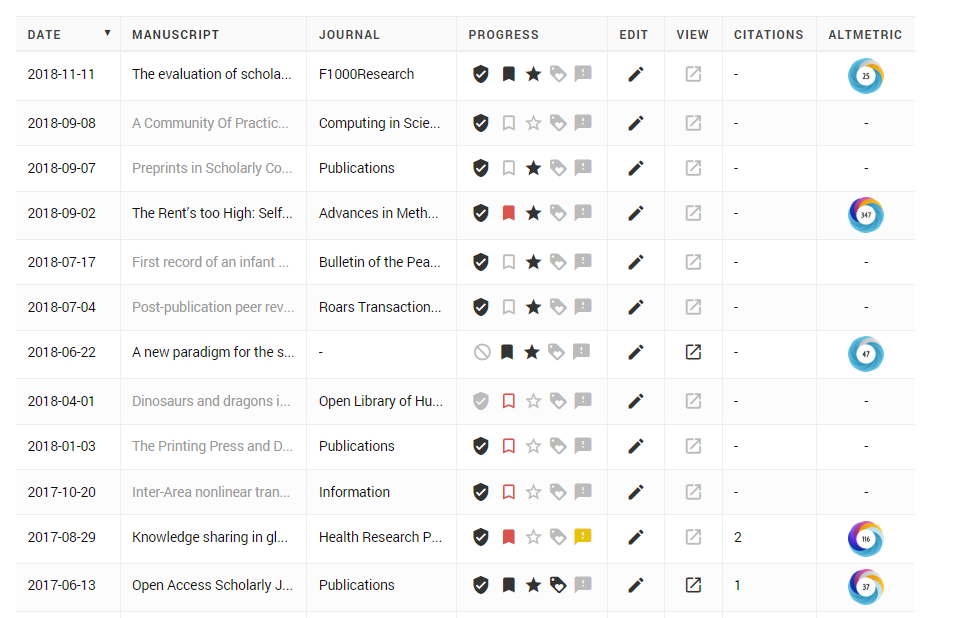 DATE ▼ MANUSCRIPT JOURNAL PROGRESS EDIT VIEW CITATIONS ALTMETRIC
2018-11-11 The evaluation of schola... F1000Research - 25
2018-09-08 A Community Of Practic... Computing in Scie... - -
2018-09-07 Preprints in Scholarly Co... Publications - -
2018-09-02 The Rent's too High: Self... Advances in Meth... - 347
2018-07-17 First record of an infant ... Bulletin of the Pea... - -
2018-07-04 Post-publication peer rev... Roars Transaction... - -
2018-06-22 A new paradigm for the s... - - 47
2018-04-01 Dinosaurs and dragons i... Open Library of Hu... - -
2018-01-03 The Printing Press and D... Publications - -
2017-10-20 Inter-Area nonlinear tran... Information - -
2017-08-29 Knowledge sharing in gl... Health Research P... 2 116
2017-06-13 Open Access Scholarly J... Publications 1 37